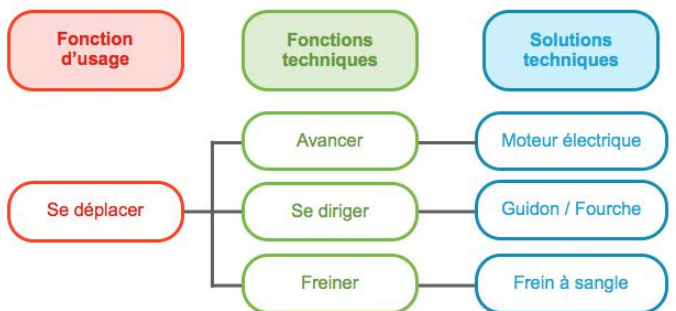 Fonction
d'usage
Fonctions
techniques
Solutions
techniques
Avancer
Moteur électrique
Se déplacer
Se diriger
Guidon / Fourche
Freiner
Frein à sangle